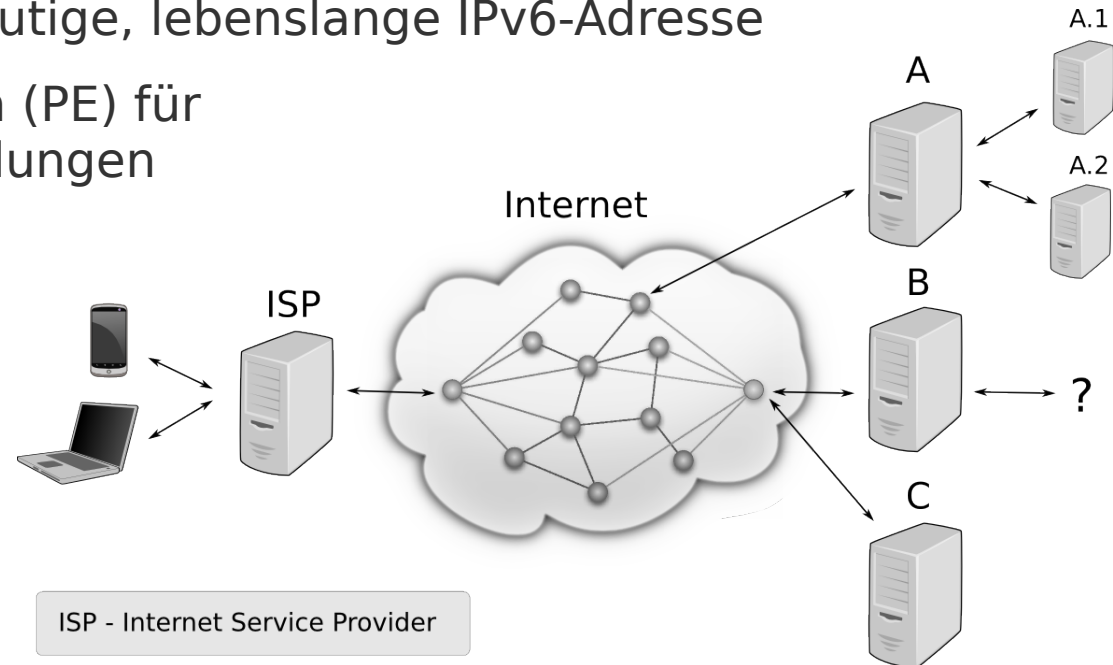 utige, lebenslange IPv6-Adresse
(PE) für
lungen
A.1
A
A.2
Internet
B
ISP
?
C
ISP - Internet Service Provider